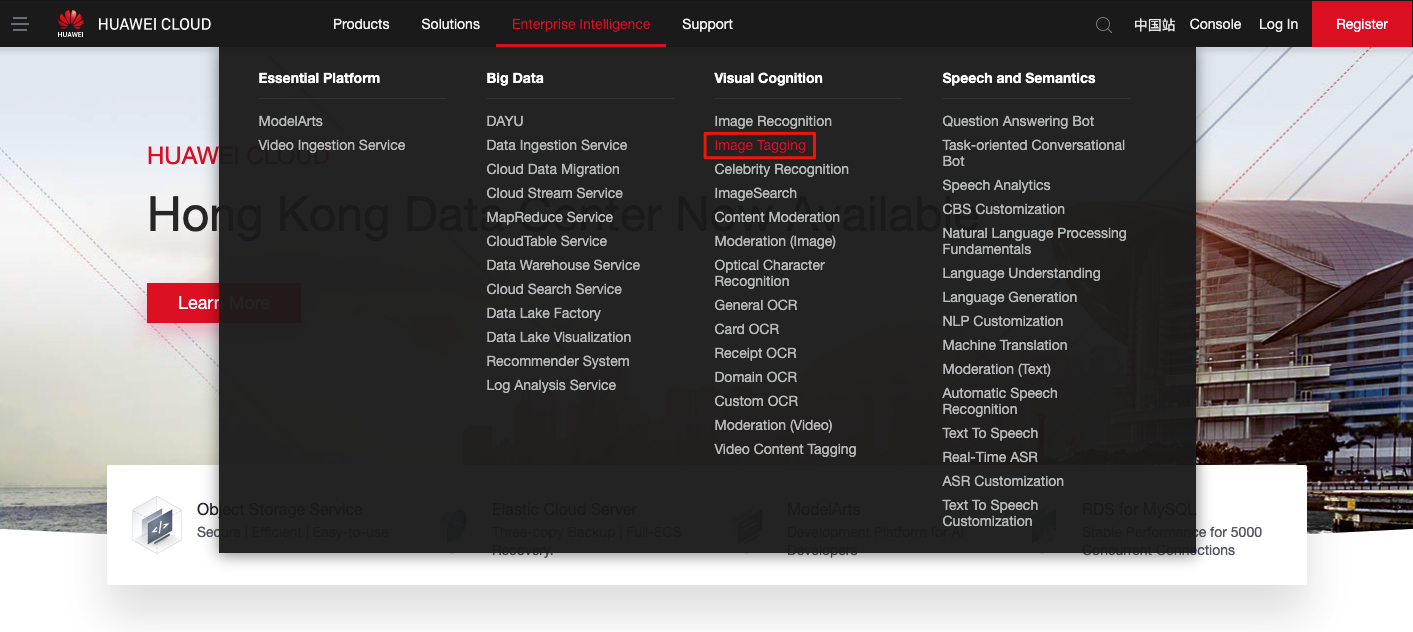 HUAWEI
HUAWEI CLOUD
Products
Solutions
Enterprise Intelligence
Support
中国站
Console
Log In
Register
Essential Platform
ModelArts
Video Ingestion Service
Big Data
DAYU
Data Ingestion Service
Cloud Data Migration
Cloud Stream Service
MapReduce Service
CloudTable Service
Data Warehouse Service
Cloud Search Service
Data Lake Factory
Data Lake Visualization
Recommender System
Log Analysis Service
Visual Cognition
Image Recognition
Image Tagging
Celebrity Recognition
ImageSearch
Content Moderation
Moderation (Image)
Optical Character
Recognition
General OCR
Card OCR
Receipt OCR
Domain OCR
Custom OCR
Moderation (Video)
Video Content Tagging
Speech and Semantics
Question Answering Bot
Task-oriented Conversational
Bot
Speech Analytics
CBS Customization
Natural Language Processing
Fundamentals
Language Understanding
Language Generation
NLP Customization
Machine Translation
Moderation (Text)
Automatic Speech
Recognition
Text To Speech
Real-Time ASR
ASR Customization
Text To Speech
Customization
HUAWEI CLOUD
Hong Kong Data Center Now Available
Learn More
Object Storage Service
Secure | Efficient | Easy-to-use
Elastic Cloud Server
Three-copy Backup | Full-ECS
Recovery.
ModelArts
Development Platform for AI
Developers
RDS for MySQL
Stable Performance for 5000
Concurrent Connections